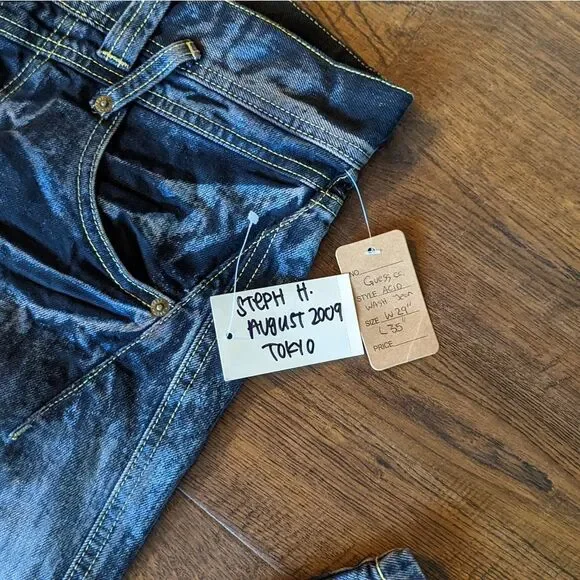 STEPH H.
AUGUST 2009
TOKYO
NO. Guess co.
STYLE ACID
WASH Jean
SIZE W 29"
L 35"
PRICE